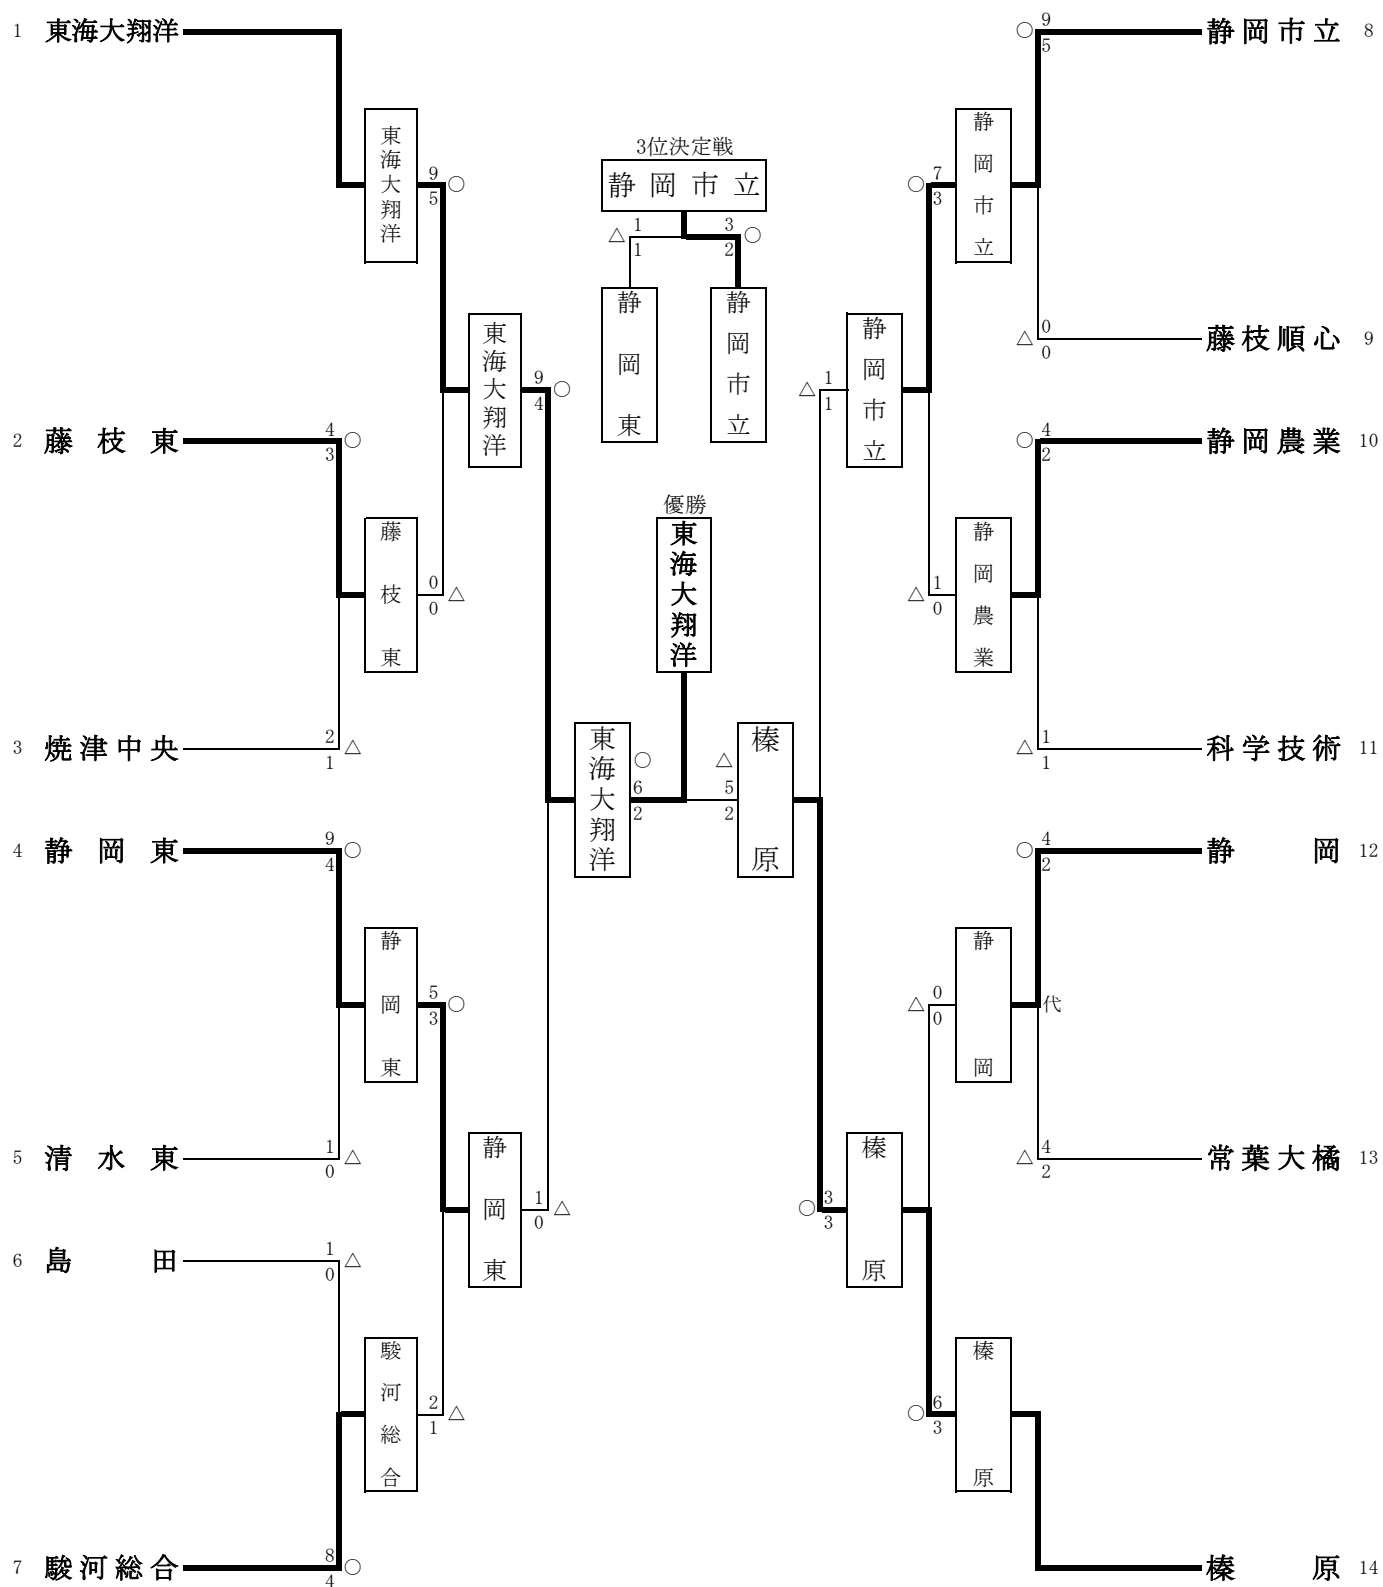 1 東海大翔洋
東海大翔洋
9 ○
5
2 藤枝東
4 ○
3
藤枝東
0 △
0
3 焼津中央
2 △
1
東海大翔洋
9 ○
4
4 静岡東
9 ○
4
静岡東
5 ○
3
5 清水東
1 △
0
静岡東
1 △
0
6 島田
1 △
0
駿河総合
2 △
1
7 駿河総合
8 ○
4
3位決定戦
静岡市立
△ 1
1
3 ○
2
静岡東
静岡市立
優勝
東海大翔洋
東海大翔洋
○
6
2
△
5
2
榛原
○ 9
5
静岡市立 8
静岡市立
○ 7
3
△ 0
0
藤枝順心 9
静岡市立
△ 1
1
○ 4
2
静岡農業 10
静岡農業
△ 1
0
△ 1
1
科学技術 11
○ 4
2
静岡 12
静岡
代
△ 0
0
△ 4
2
常葉大橘 13
榛原
○ 3
3
榛原
○ 6
3
榛原 14